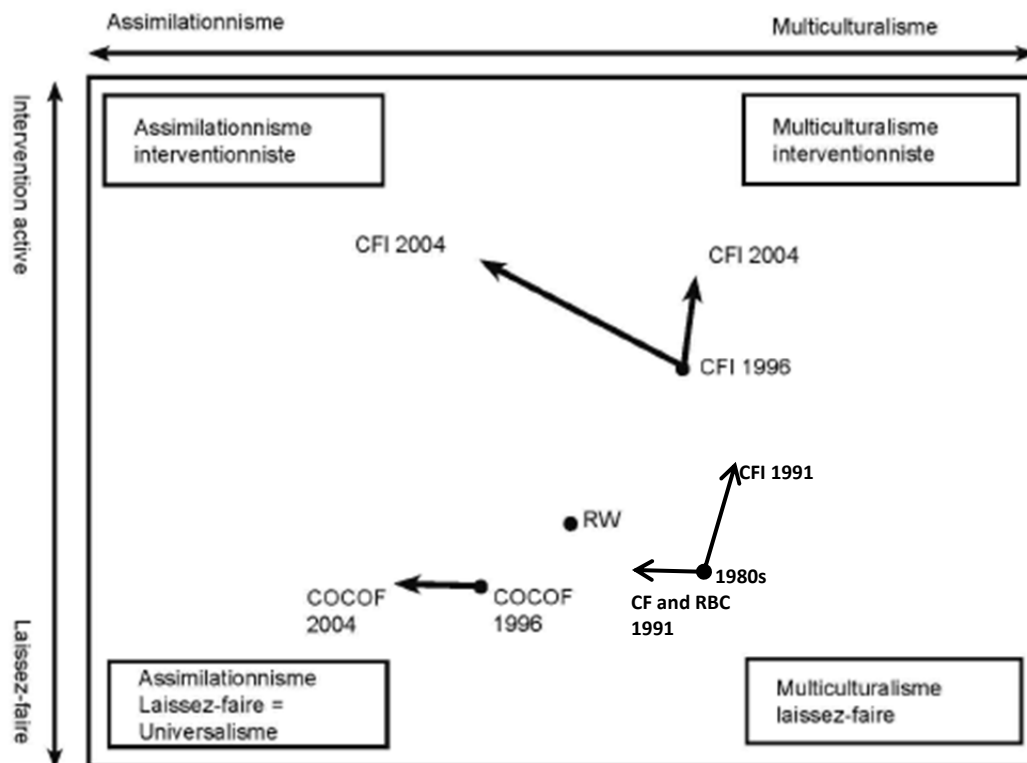 Assimilationnisme
Multiculturalisme
Intervention active
Laissez-faire
Assimilationnisme
interventionniste
Multiculturalisme
interventionniste
CFI 2004
CFI 2004
CFI 1996
CFI 1991
RW
1980s
CF and RBC
1991
COCOF
2004
COCOF
1996
Assimilationnisme
Laissez-faire =
Universalisme
Multiculturalisme
laissez-faire